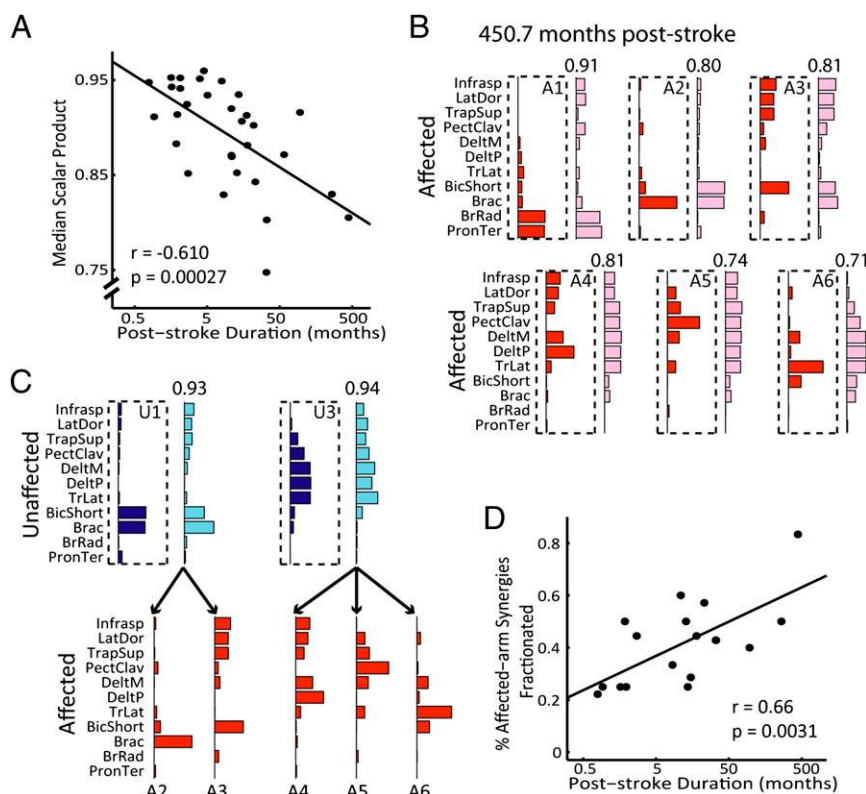 A
0.95
0.85
0.75
Median Scalar Product
r = -0.610
p = 0.00027
0.5 5 50 500
Post-stroke Duration (months)
B
450.7 months post-stroke
0.91 0.80 0.81
A1 A2 A3
Affected
Infrasp
LatDor
TrapSup
PectClav
DeltM
DeltP
TrLat
BicShort
Brac
BrRad
PronTer
0.81 0.74 0.71
A4 A5 A6
Affected
Infrasp
LatDor
TrapSup
PectClav
DeltM
DeltP
TrLat
BicShort
Brac
BrRad
PronTer
C
0.93 0.94
U1 U3
Unaffected
Infrasp
LatDor
TrapSup
PectClav
DeltM
DeltP
TrLat
BicShort
Brac
BrRad
PronTer
Affected
Infrasp
LatDor
TrapSup
PectClav
DeltM
DeltP
TrLat
BicShort
Brac
BrRad
PronTer
A2 A3 A4 A5 A6
D
% Affected-arm Synergies
Fractionated
0.8
0.6
0.4
0.2
0
r = 0.66
p = 0.0031
0.5 5 50 500
Post-stroke Duration (months)